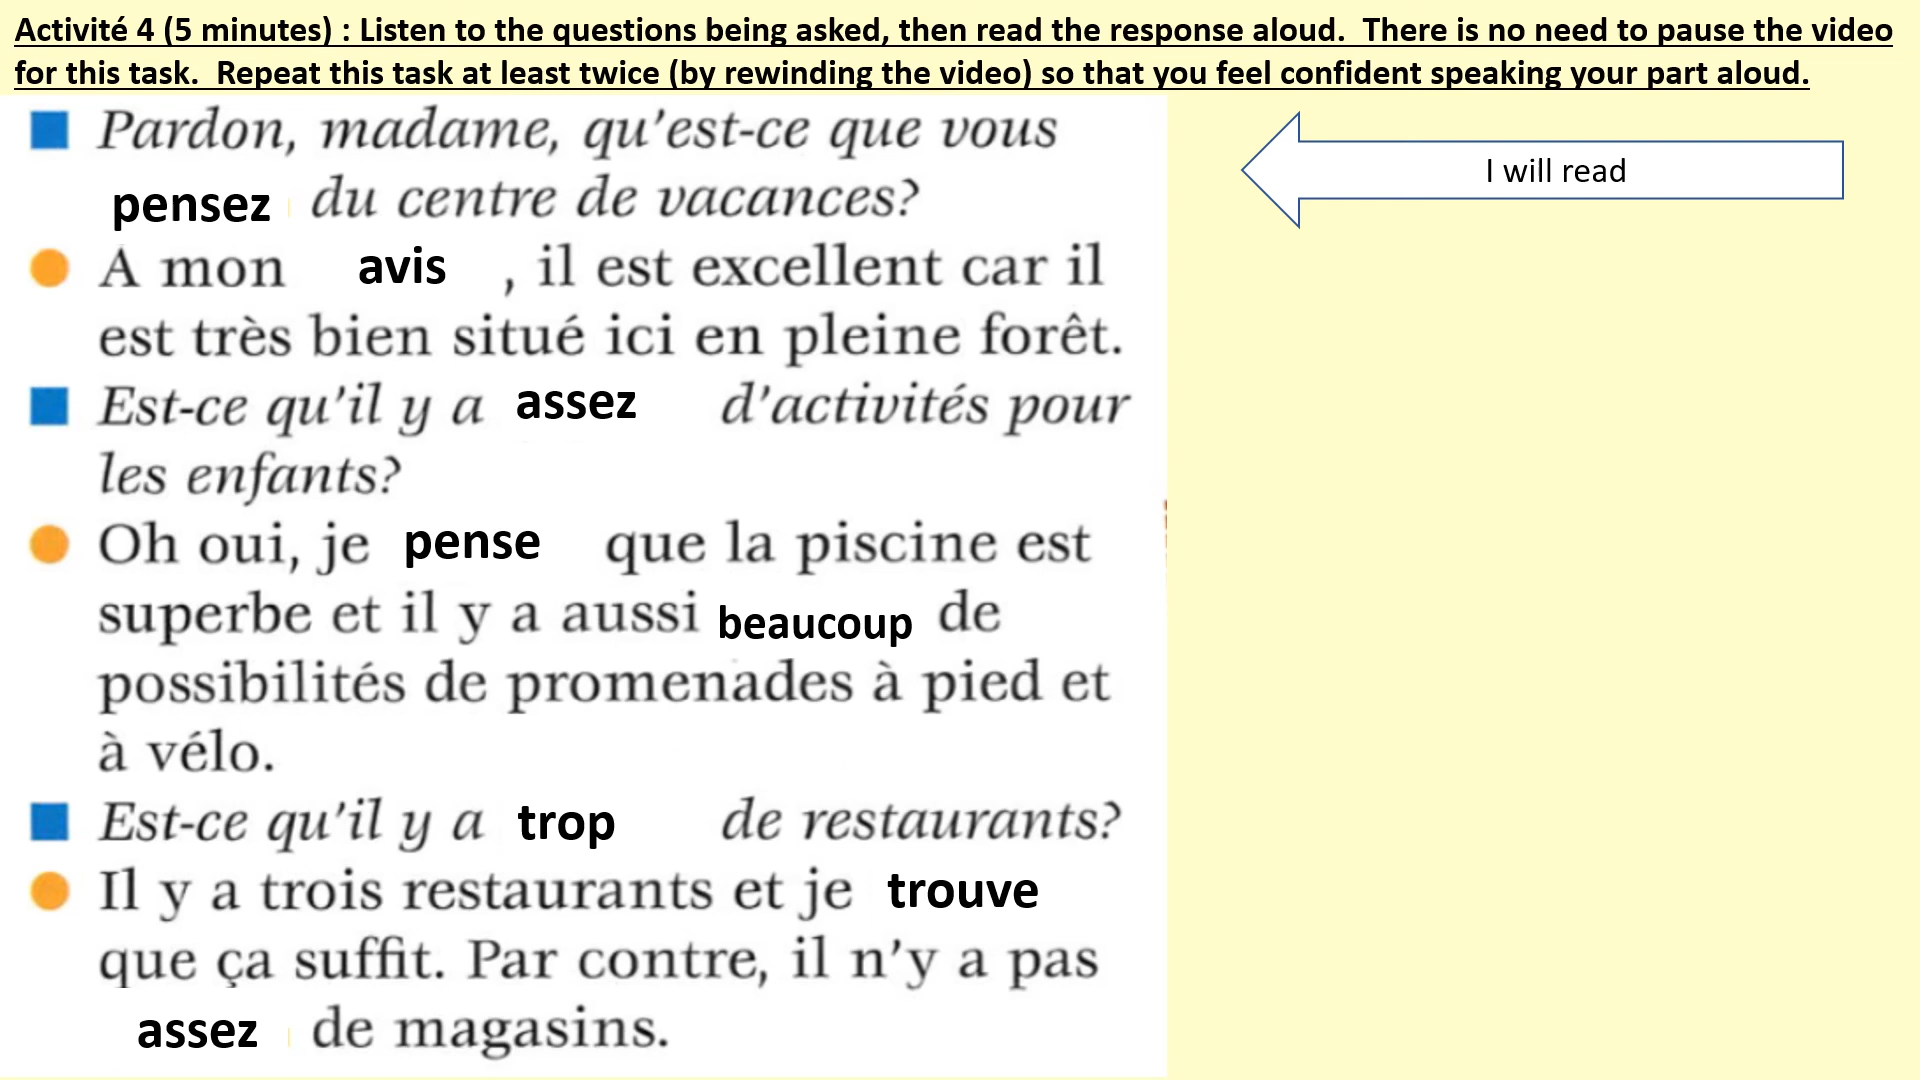 Activité 4 (5 minutes) : Listen to the questions being asked, then read the response aloud.  There is no need to pause the video
for this task.  Repeat this task at least twice (by rewinding the video) so that you feel confident speaking your part aloud.
Pardon, madame, qu'est-ce que vous
pensez du centre de vacances?
A mon avis , il est excellent car il
est très bien situé ici en pleine forêt.
Est-ce qu'il y a assez d'activités pour
les enfants?
Oh oui, je pense que la piscine est
superbe et il y a aussi beaucoup de
possibilités de promenades à pied et
à vélo.
Est-ce qu'il y a trop de restaurants?
Il y a trois restaurants et je trouve
que ça suffit. Par contre, il n'y a pas
assez de magasins.
I will read